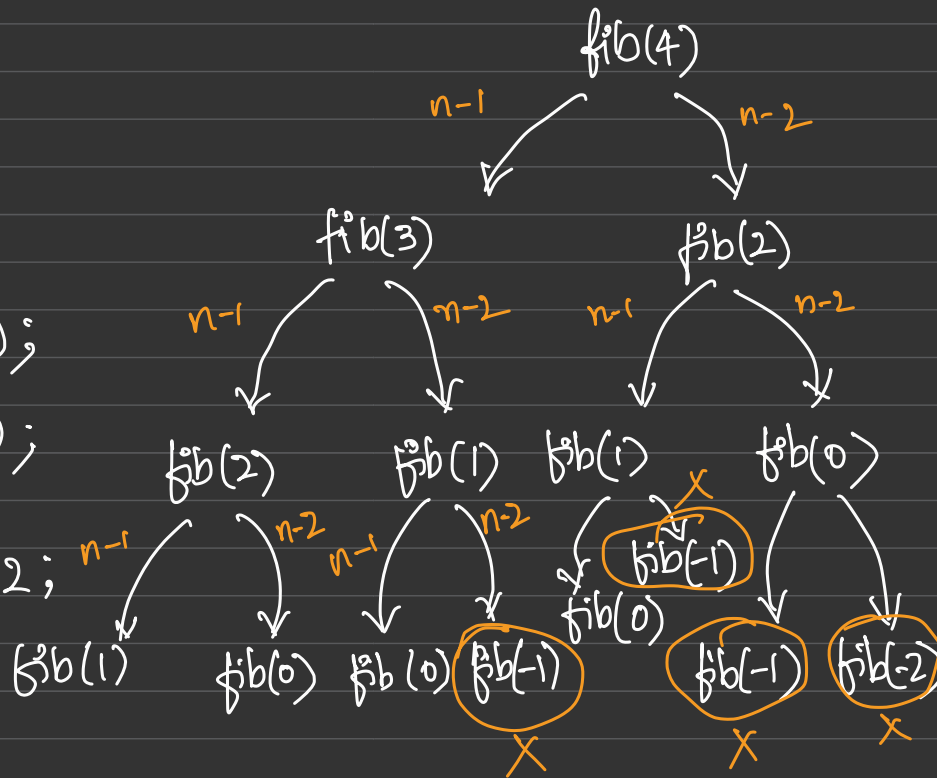 fib(4)
n-1 n-2
fib(3) fib(2)
n-1 n-2 n-1 n-2
);
);
fib(2) fib(1) fib(1) fib(0)
X
n-1 n-2 n-1 n-2
2;
fib(-1)
fib(0)
fib(1) fib(0) fib(0) fib(-1) fib(-1) fib(-2)
X X X